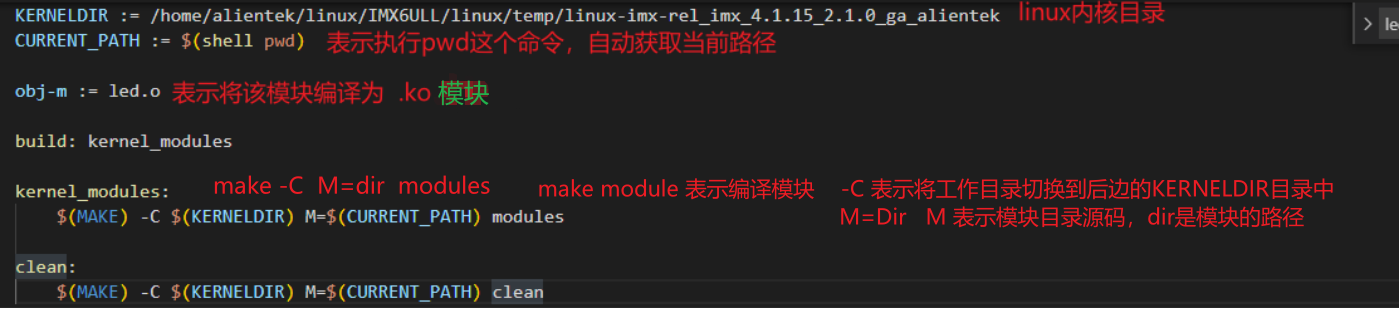 KERNELDIR := /home/alientek/linux/IMX6ULL/linux/temp/linux-imx-rel_imx_4.1.15_2.1.0_ga_alientek linux内核目录
CURRENT_PATH := $(shell pwd) 表示执行pwd这个命令，自动获取当前路径
obj-m := led.o 表示将该模块编译为 .ko 模块
build: kernel_modules
kernel_modules: make -C M=dir modules make module 表示编译模块 -C 表示将工作目录切换到后边的KERNELDIR目录中
$(MAKE) -C $(KERNELDIR) M=$(CURRENT_PATH) modules M=Dir M 表示模块目录源码，dir是模块的路径
clean:
$(MAKE) -C $(KERNELDIR) M=$(CURRENT_PATH) clean